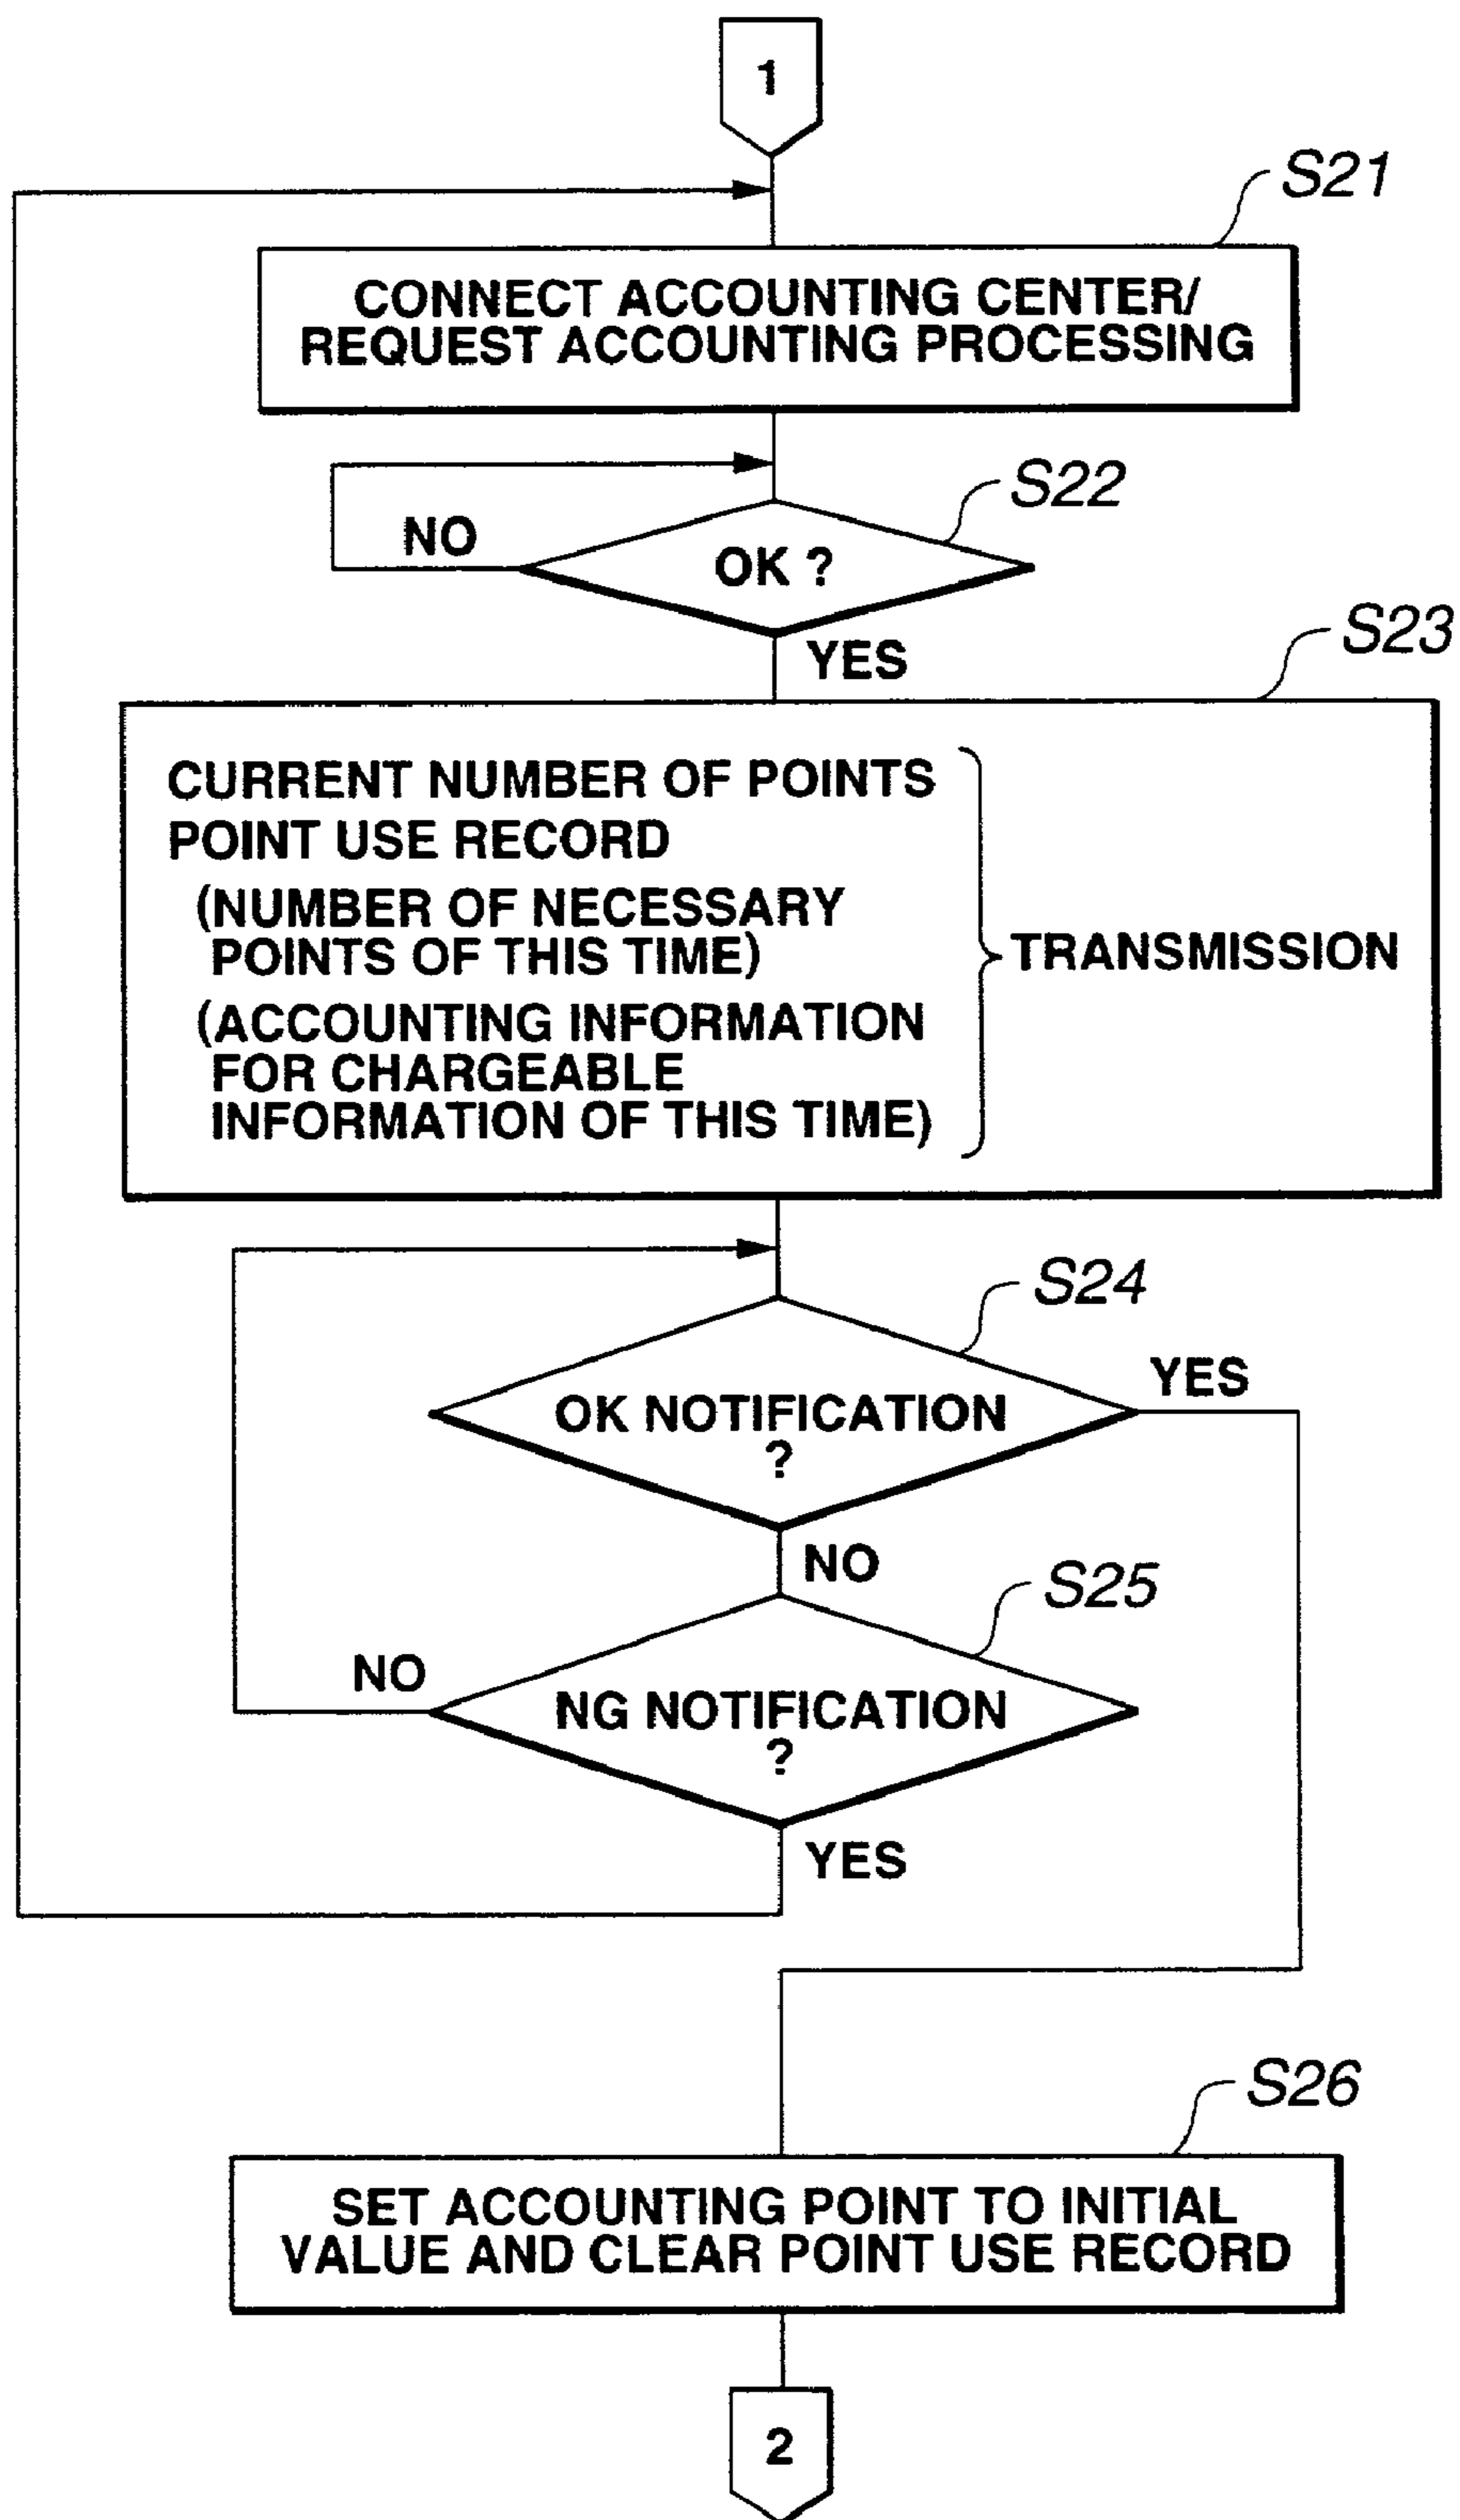 1
S21
CONNECT ACCOUNTING CENTER/
REQUEST ACCOUNTING PROCESSING
S22
NO
OK ?
YES
S23
CURRENT NUMBER OF POINTS
POINT USE RECORD
(NUMBER OF NECESSARY
POINTS OF THIS TIME)
TRANSMISSION
(ACCOUNTING INFORMATION
FOR CHARGEABLE
INFORMATION OF THIS TIME)
S24
YES
OK NOTIFICATION
?
NO
S25
NO
NG NOTIFICATION
?
YES
S26
SET ACCOUNTING POINT TO INITIAL
VALUE AND CLEAR POINT USE RECORD
2